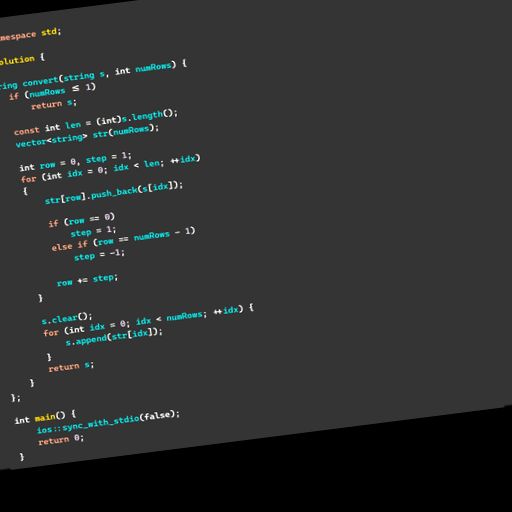 mespace std;
olution {
ring convert(string s, int numRows) {
if (numRows ≤ 1)
return s;
const int len = (int)s.length();
vector<string> str(numRows);
int row = 0, step = 1;
for (int idx = 0; idx < len; ++idx)
{
str[row].push_back(s[idx]);
if (row == 0)
step = 1;
else if (row == numRows - 1)
step = -1;
row += step;
}
s.clear();
for (int idx = 0; idx < numRows; ++idx) {
s.append(str[idx]);
}
return s;
}
};
int main() {
ios::sync_with_stdio(false);
return 0;
}